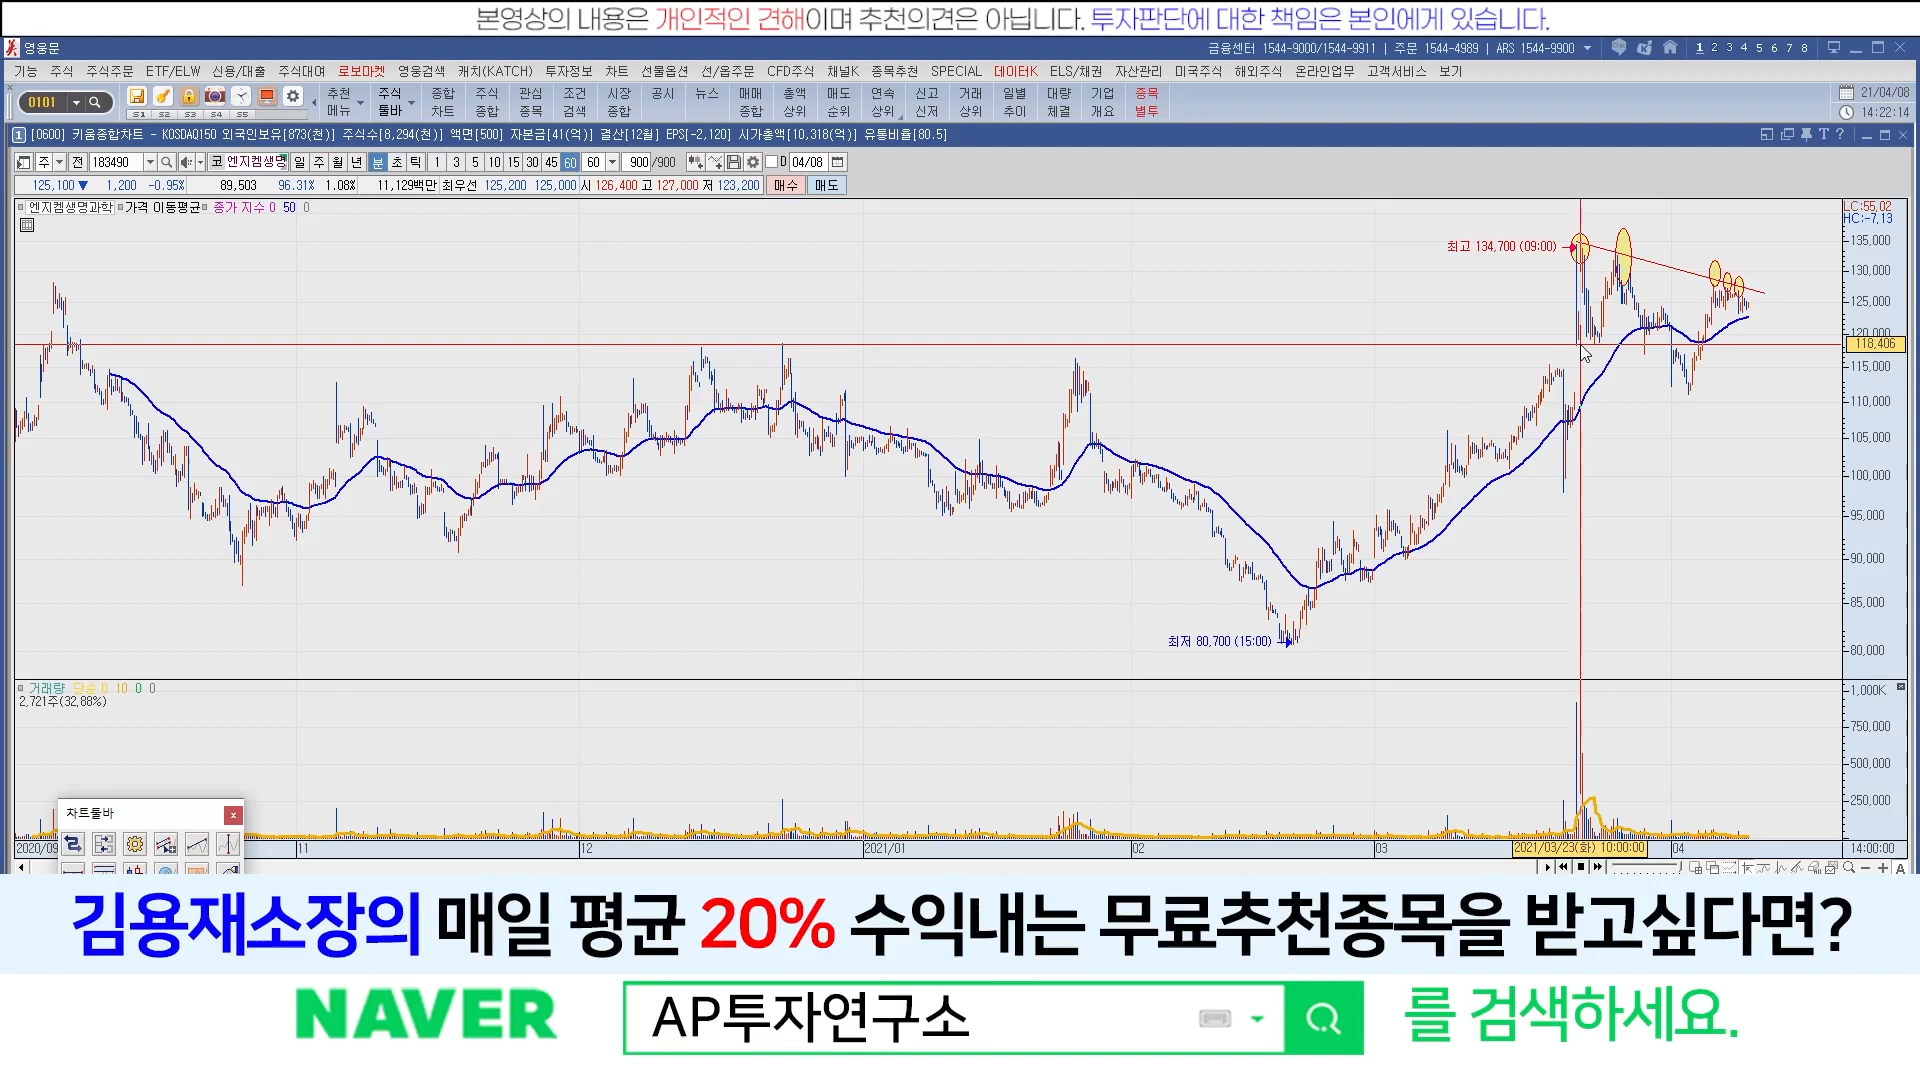 본영상의 내용은 개인적인 견해이며 추천의견은 아닙니다. 투자판단에 대한 책임은 본인에게 있습니다.
영웅문 금융센터 1544-9000/1544-9911 | 주문 1544-4989 | ARS 1544-9900 1 2 3 4 5 6 7 8
기능 주식 주식주문 ETF/ELW 신용/대출 주식대여 로보마켓 영웅검색 캐치(KATCH) 투자정보 차트 선물옵션 선/옵주문 CFD주식 채널K 종목추천 SPECIAL 데이터K ELS/채권 자산관리 미국주식 해외주식 온라인업무 고객서비스 보기
0101 S1 S2 S3 S4 S5
추천 주식 종합 주식 관심 조건 시장 공시 뉴스 매매 총액 매도 연속 신고 거래 일별 대량 기업 종목
메뉴 툴바 차트 종합 종목 검색 종합 종합 상위 순위 상위 신저 상위 추이 체결 개요 별토
21/04/08
14:22:14
1 [0600] 키움종합차트 - KOSDAQ150 외국인보유[873(천)] 주식수[8,294(천)] 액면[500] 자본금[41(억)] 결산[12월] EPS[-2,120] 시가총액[10,318(억)] 유통비율[80.5]
주 전 183490 코 엔지켐생명 일 주 월 년 분 초 틱 1 3 5 10 15 30 45 60 60 900 /900 D 04/08
125,100 ▼ 1,200 -0.95% 89,503 96.31% 1.08% 11,129백만 최우선 125,200 125,000 시 126,400 고 127,000 저 123,200 매수 매도
엔지켐생명과학 가격 이동평균 종가 지수 0 50 0
LC:55.02
HC:-7.13
최고 134,700 (09:00)
135,000
130,000
125,000
120,000
118,406
115,000
110,000
105,000
100,000
95,000
90,000
85,000
최저 80,700 (15:00)
80,000
거래량 단순 0 10 0 0
2,721주(32.88%)
1,000K
750,000
500,000
250,000
차트툴바
2020/09 11 12 2021/01 02 03 2021/03/23(화) 10:00:00 04 14:00:00
김용재소장의 매일 평균 20% 수익내는 무료추천종목을 받고싶다면?
NAVER AP투자연구소 를 검색하세요.